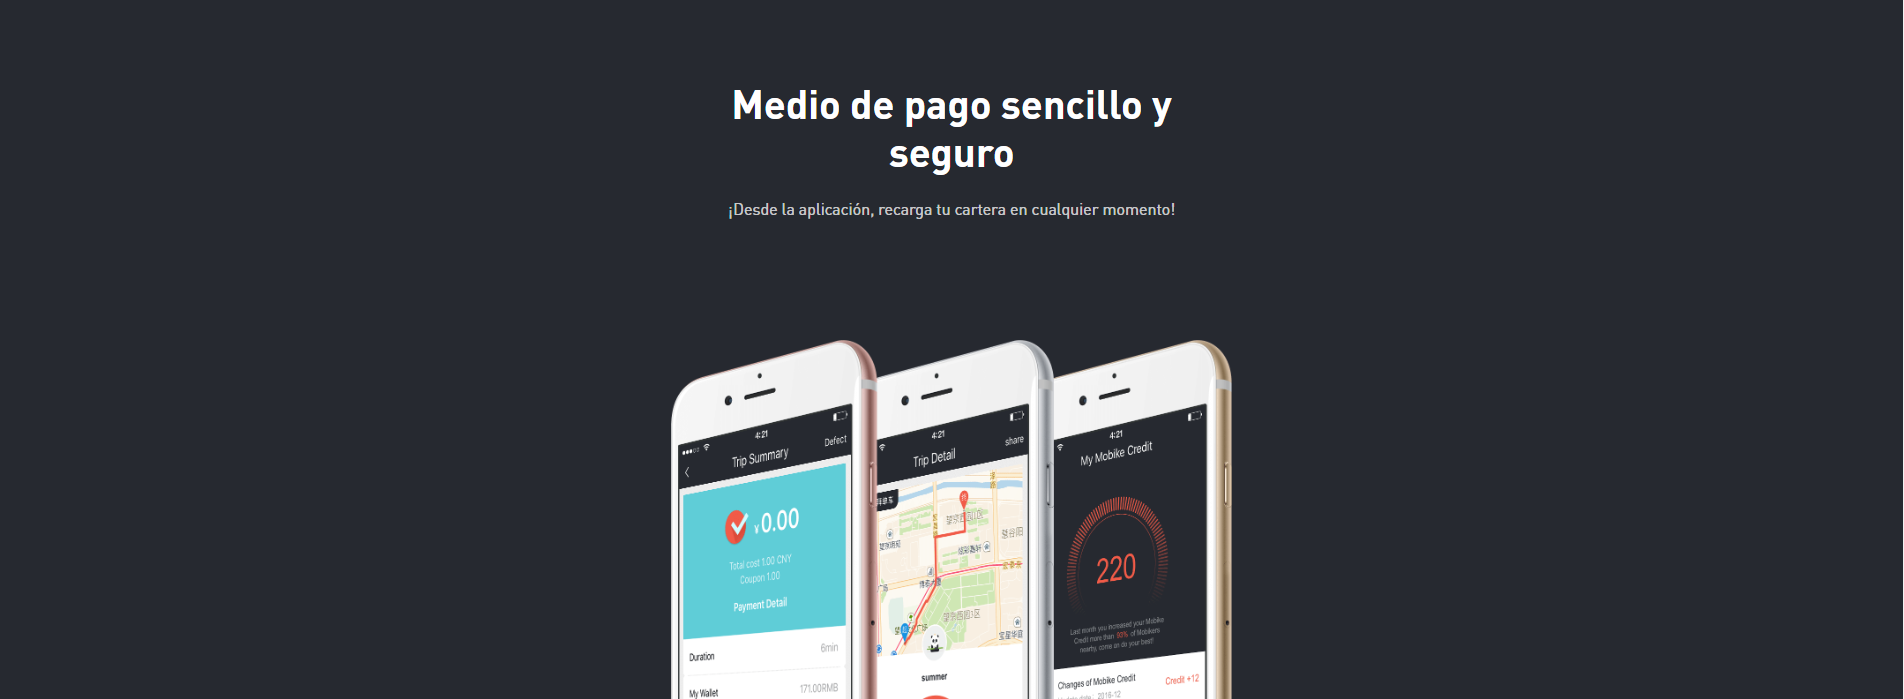 Medio de pago sencillo y
seguro
¡Desde la aplicación, recarga tu cartera en cualquier momento!
4:21
Trip Summary
Defect
¥0.00
Total cost 1.00 CNY
Coupon 1.00
Payment Detail
Duration
6min
My Wallet
171.00RMB
4:21
Trip Detail
share
summer
4:21
My Mobike Credit
220
Last month you increased your Mobike
Credit more than 93% of Mobikers
nearby, come on do your best!
Changes of Mobike Credit
Credit +12
2016-12